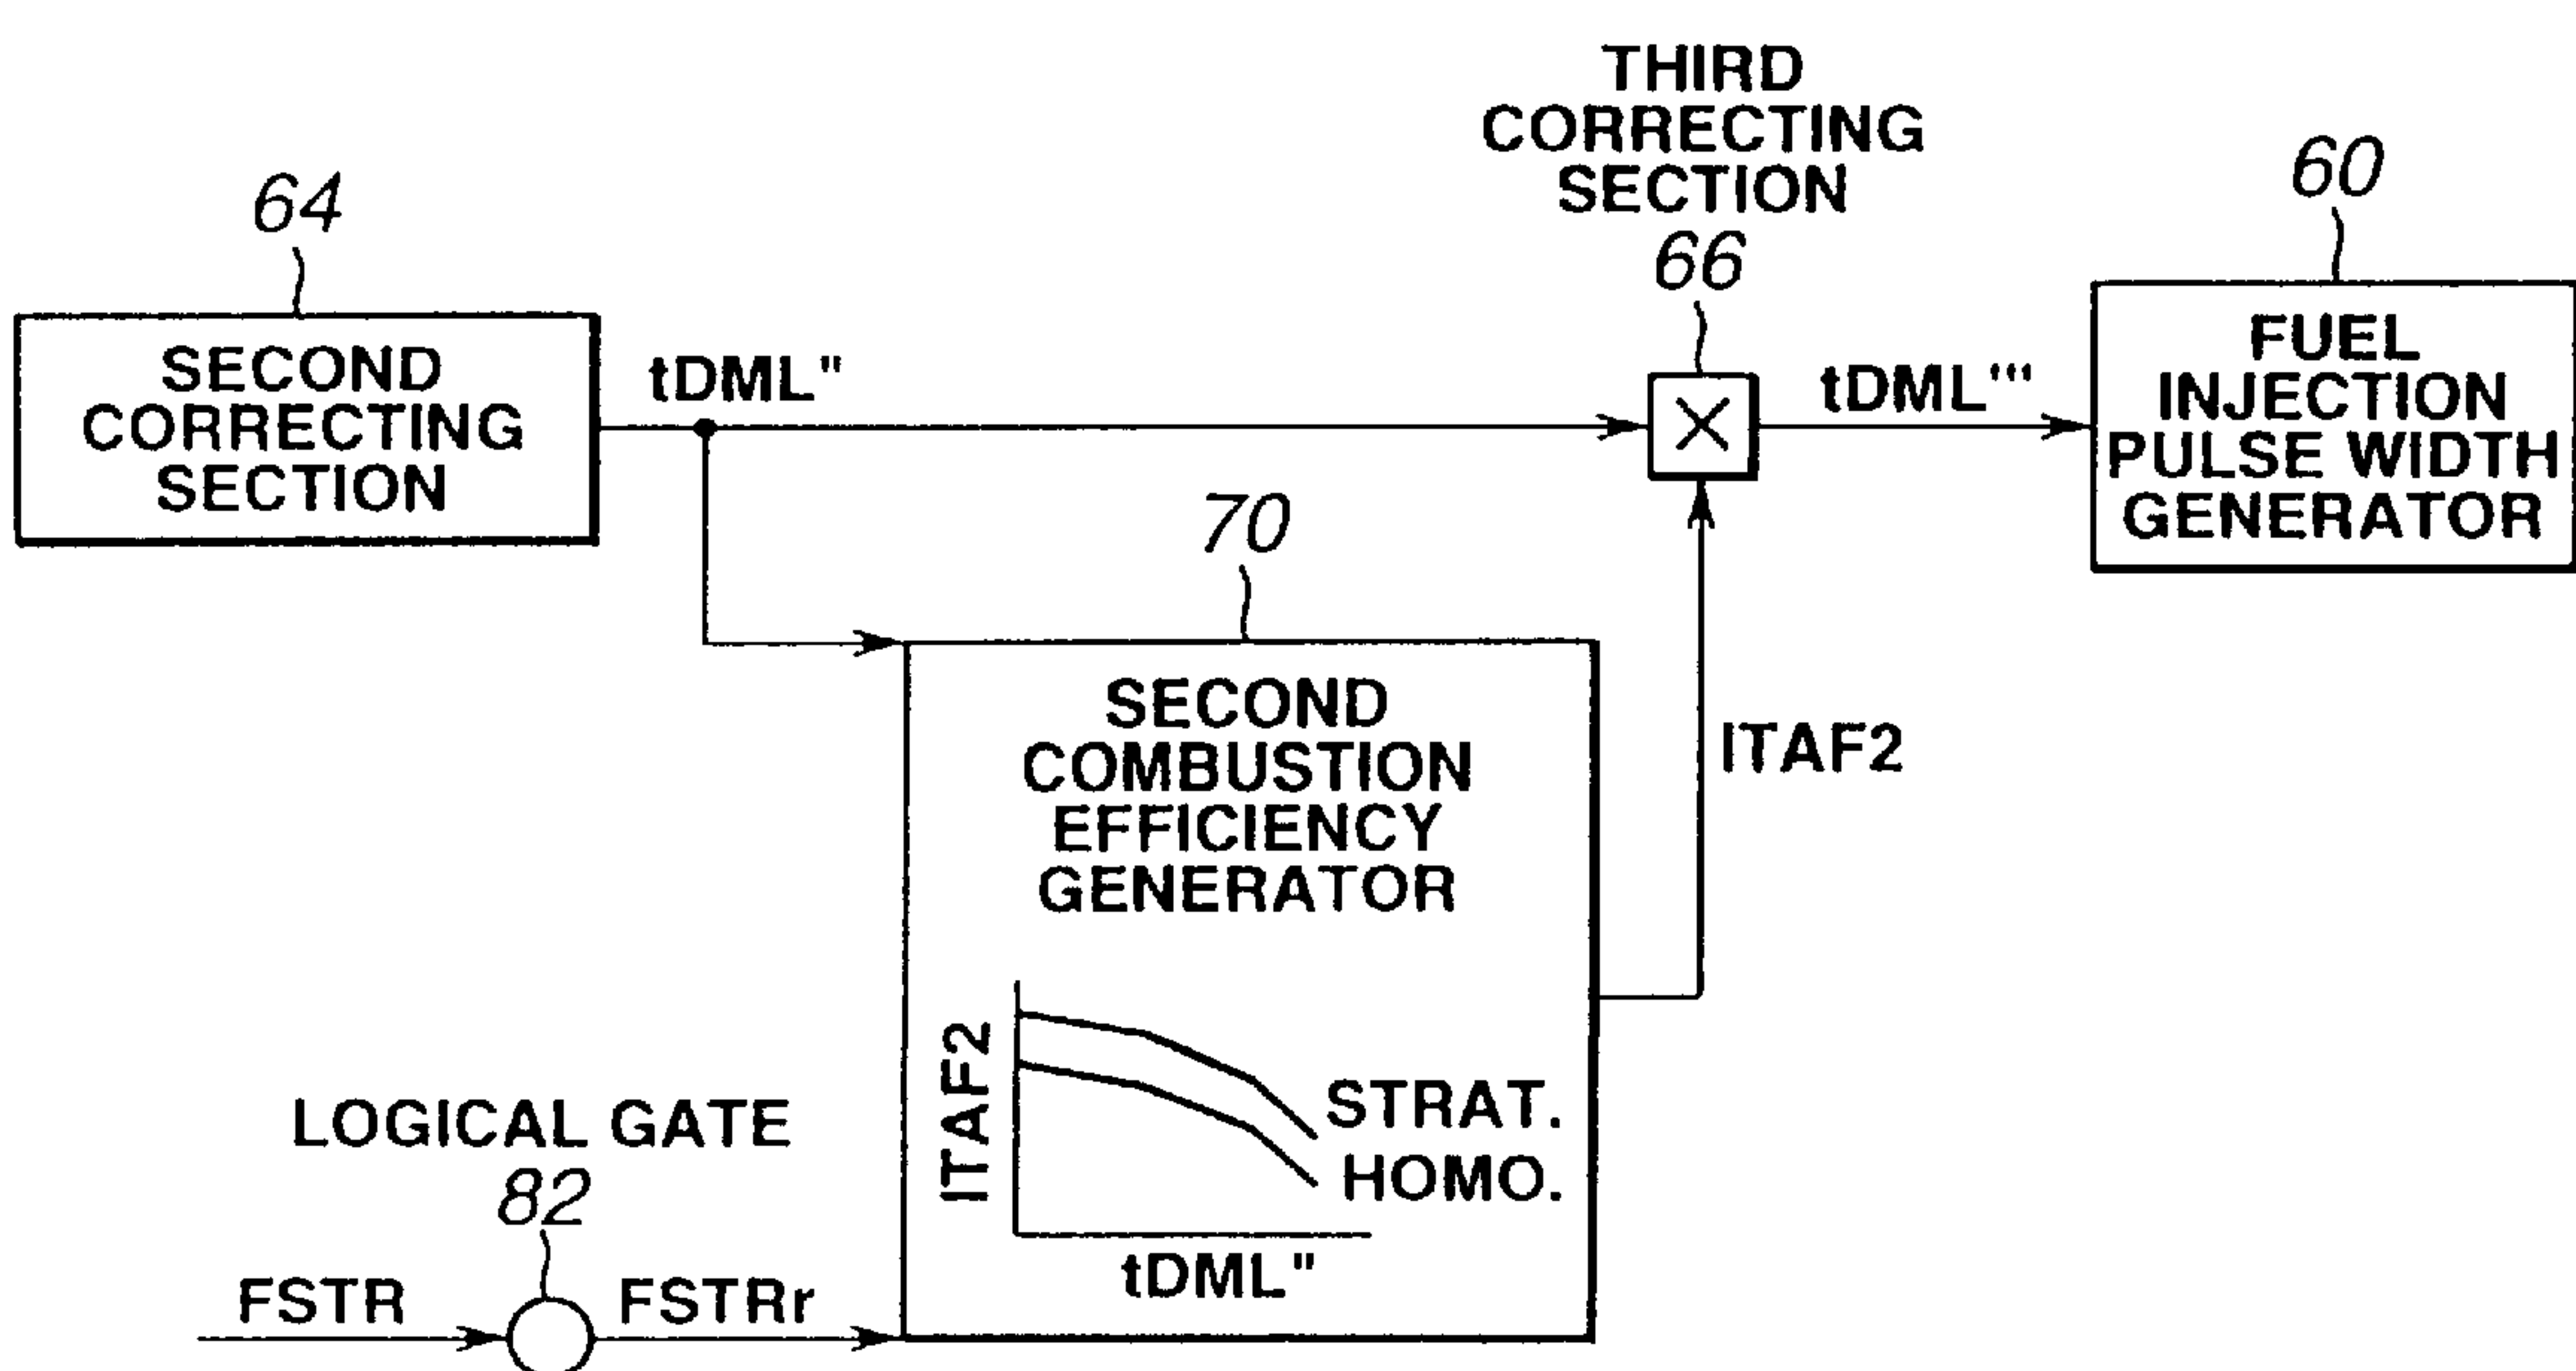 THIRD
CORRECTING
SECTION
66
64
60
SECOND
CORRECTING
SECTION
tDML"
×
tDML'''
FUEL
INJECTION
PULSE WIDTH
GENERATOR
70
SECOND
COMBUSTION
EFFICIENCY
GENERATOR
ITAF2
ITAF2
STRAT.
HOMO.
tDML"
LOGICAL GATE
82
FSTR
FSTRr